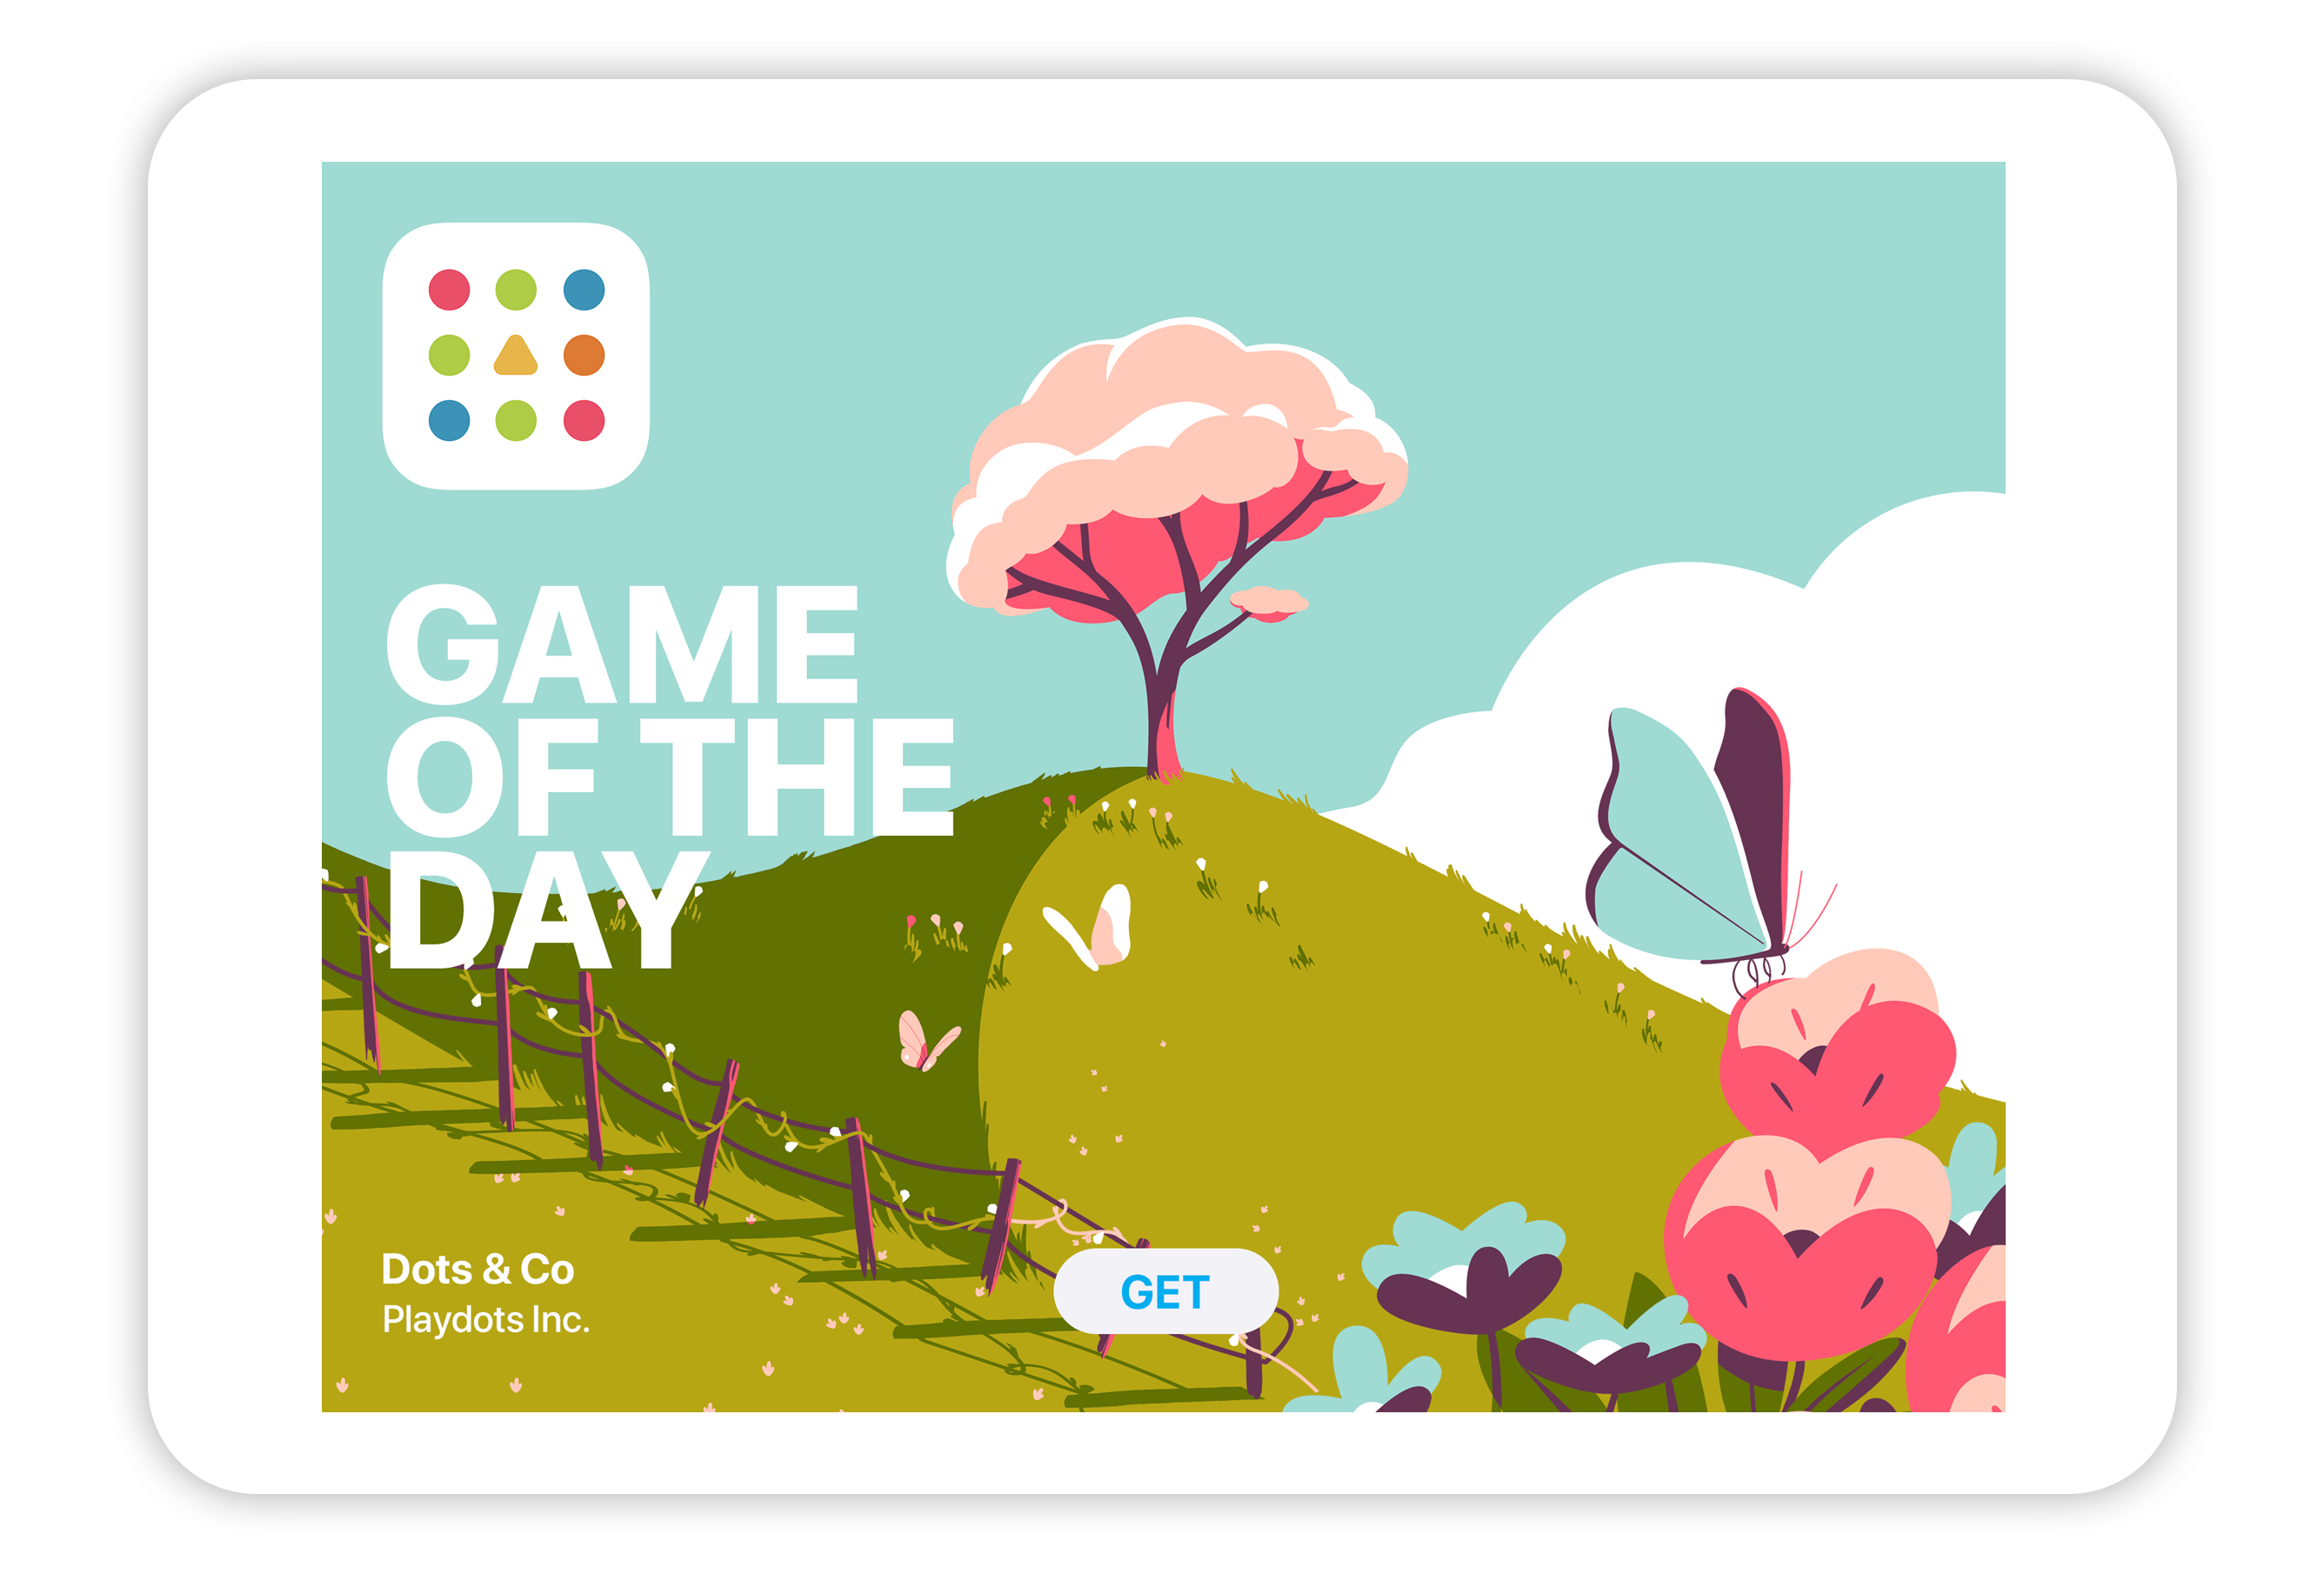 GAME
OF THE
DAY
Dots & Co
Playdots Inc.
GET